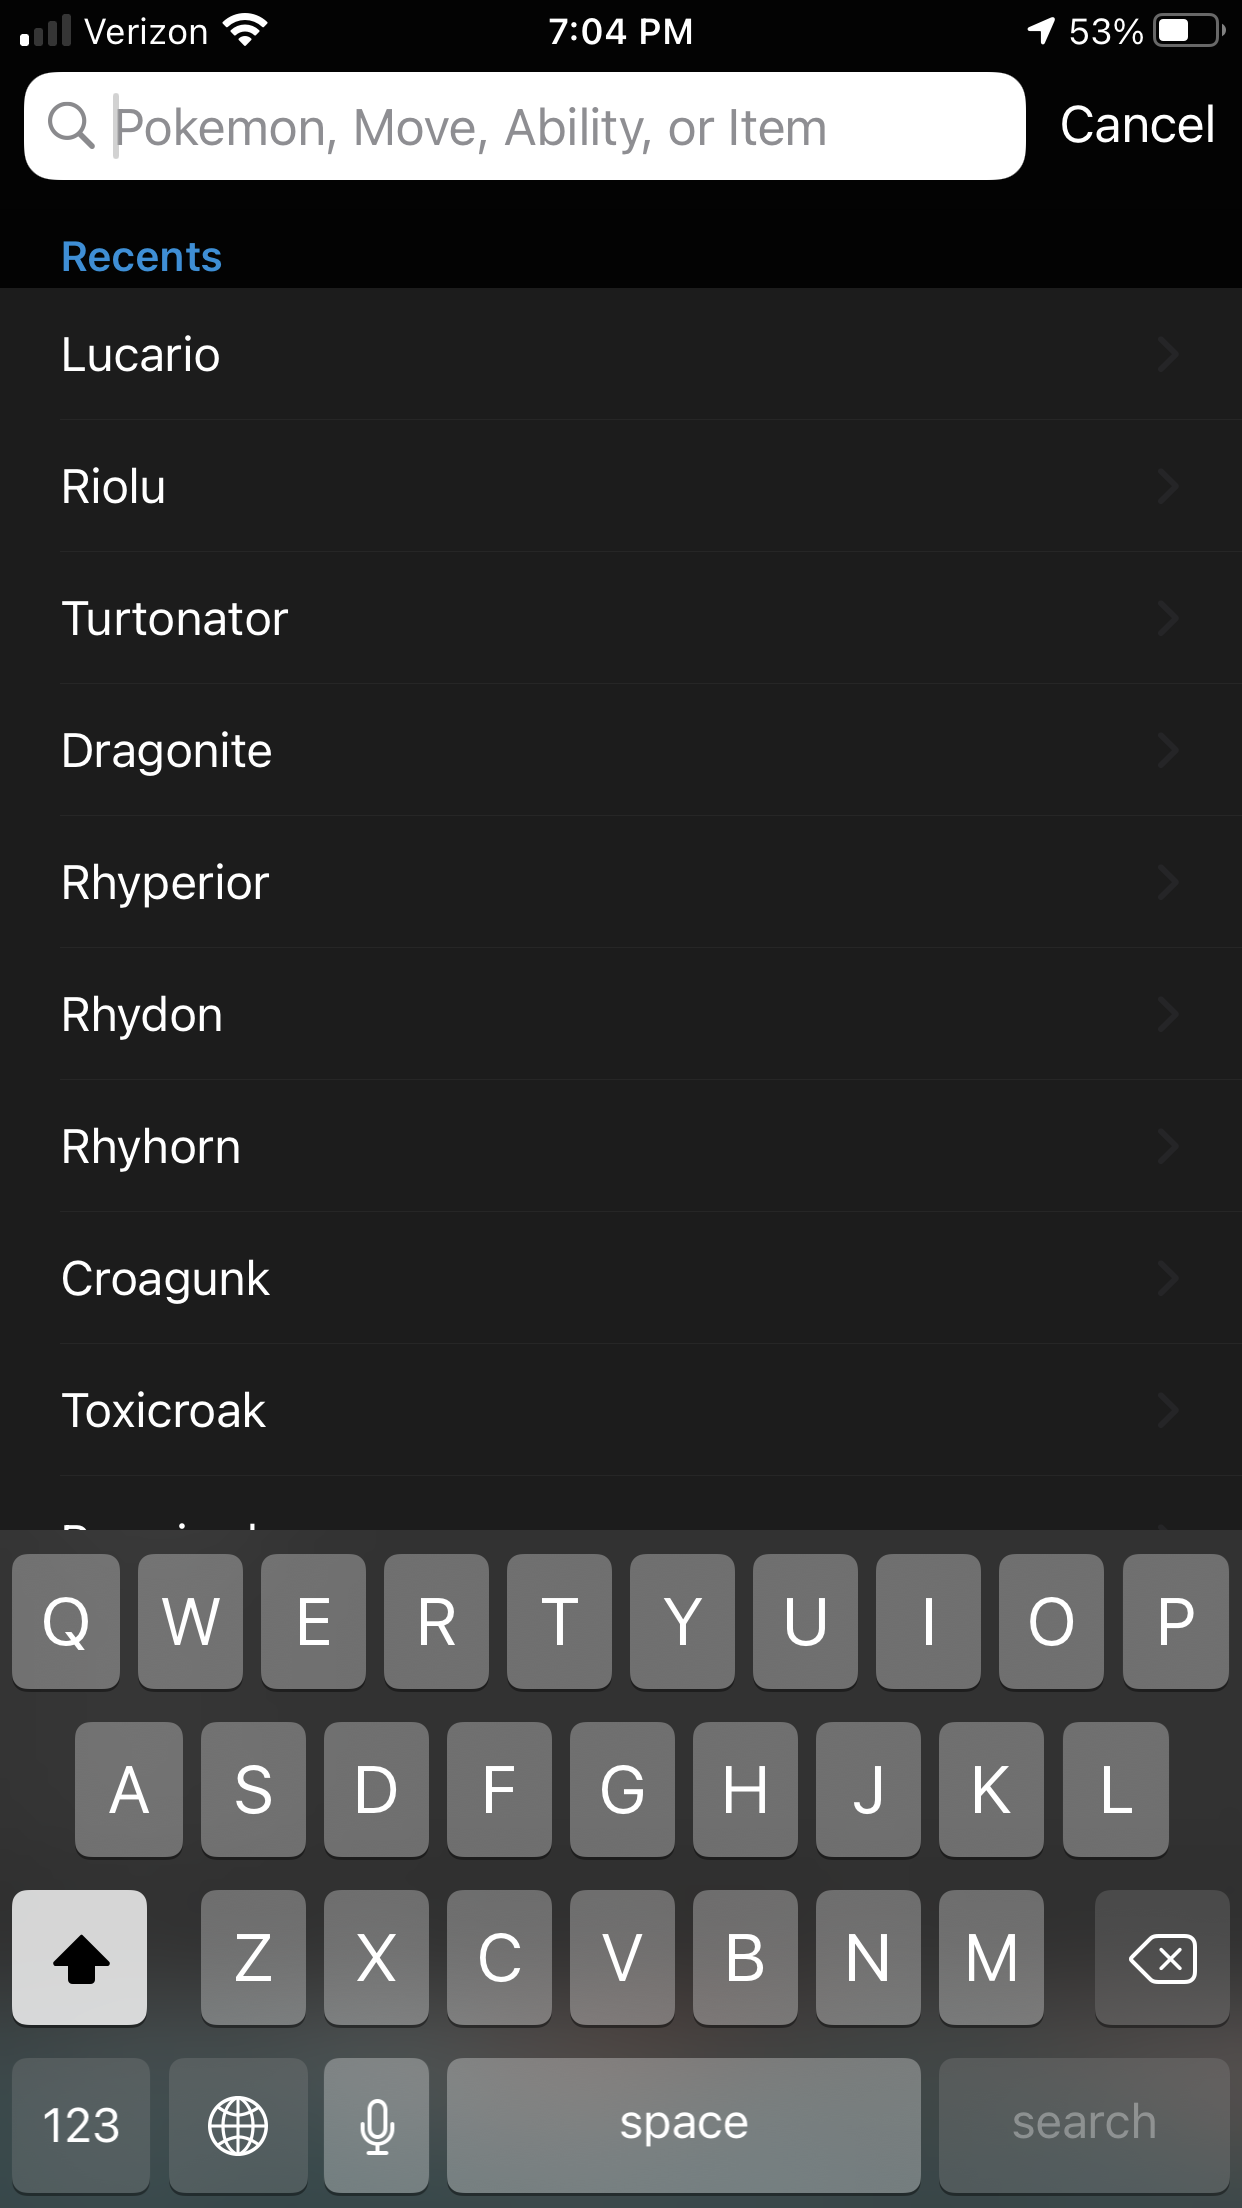 Verizon 7:04 PM 53%
Pokemon, Move, Ability, or Item Cancel
Recents
Lucario
Riolu
Turtonator
Dragonite
Rhyperior
Rhydon
Rhyhorn
Croagunk
Toxicroak
Q W E R T Y U I O P
A S D F G H J K L
Z X C V B N M
123 space search